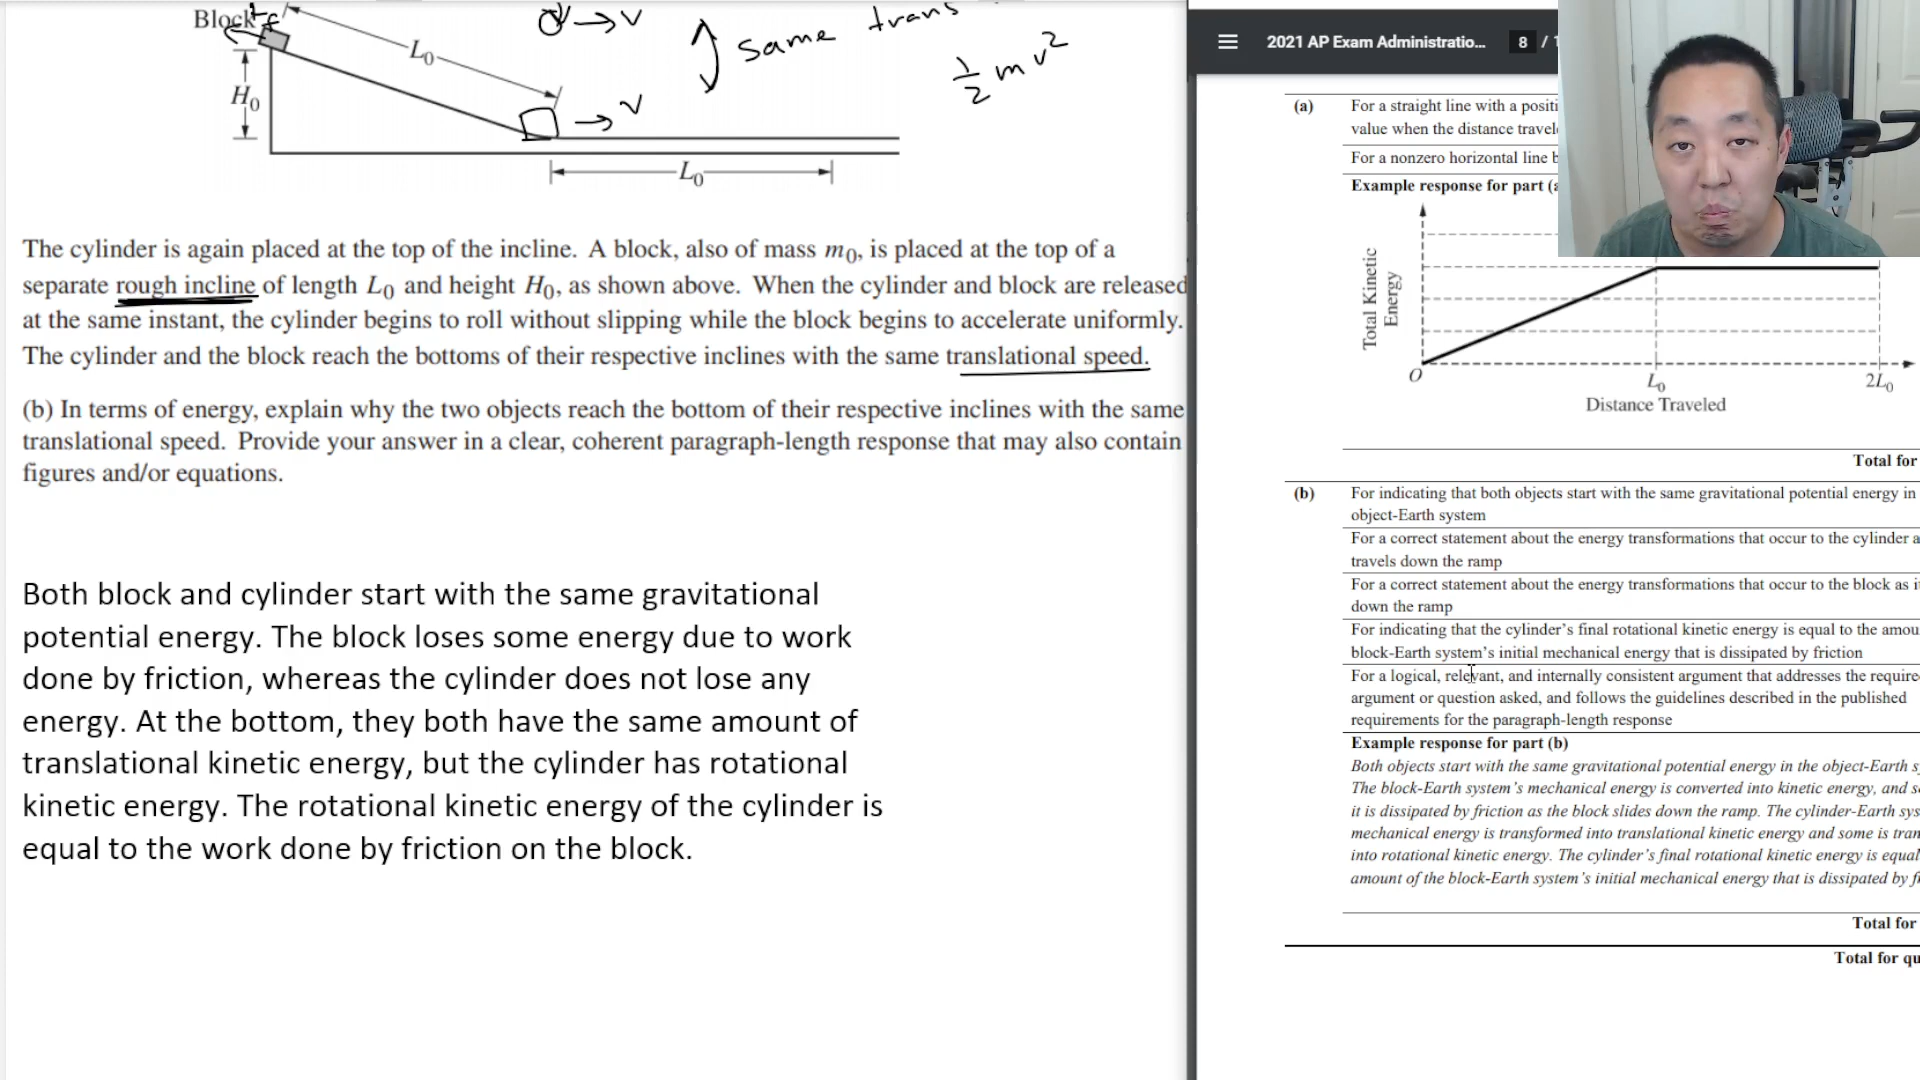 Block
L₀
H₀
L₀
→ v
→ v
same trans
½ mv²
The cylinder is again placed at the top of the incline. A block, also of mass m₀, is placed at the top of a
separate rough incline of length L₀ and height H₀, as shown above. When the cylinder and block are released
at the same instant, the cylinder begins to roll without slipping while the block begins to accelerate uniformly.
The cylinder and the block reach the bottoms of their respective inclines with the same translational speed.
(b) In terms of energy, explain why the two objects reach the bottom of their respective inclines with the same
translational speed. Provide your answer in a clear, coherent paragraph-length response that may also contain
figures and/or equations.
Both block and cylinder start with the same gravitational
potential energy. The block loses some energy due to work
done by friction, whereas the cylinder does not lose any
energy. At the bottom, they both have the same amount of
translational kinetic energy, but the cylinder has rotational
kinetic energy. The rotational kinetic energy of the cylinder is
equal to the work done by friction on the block.
2021 AP Exam Administratio... 8 / 1
(a) For a straight line with a positi
value when the distance travel
For a nonzero horizontal line b
Example response for part (a
Total Kinetic
Energy
O
L₀
2L₀
Distance Traveled
Total for
(b) For indicating that both objects start with the same gravitational potential energy in
object-Earth system
For a correct statement about the energy transformations that occur to the cylinder a
travels down the ramp
For a correct statement about the energy transformations that occur to the block as it
down the ramp
For indicating that the cylinder’s final rotational kinetic energy is equal to the amou
block-Earth system’s initial mechanical energy that is dissipated by friction
For a logical, relevant, and internally consistent argument that addresses the require
argument or question asked, and follows the guidelines described in the published
requirements for the paragraph-length response
Example response for part (b)
Both objects start with the same gravitational potential energy in the object-Earth s
The block-Earth system’s mechanical energy is converted into kinetic energy, and s
it is dissipated by friction as the block slides down the ramp. The cylinder-Earth sys
mechanical energy is transformed into translational kinetic energy and some is tran
into rotational kinetic energy. The cylinder’s final rotational kinetic energy is equal
amount of the block-Earth system’s initial mechanical energy that is dissipated by f
Total for
Total for qu